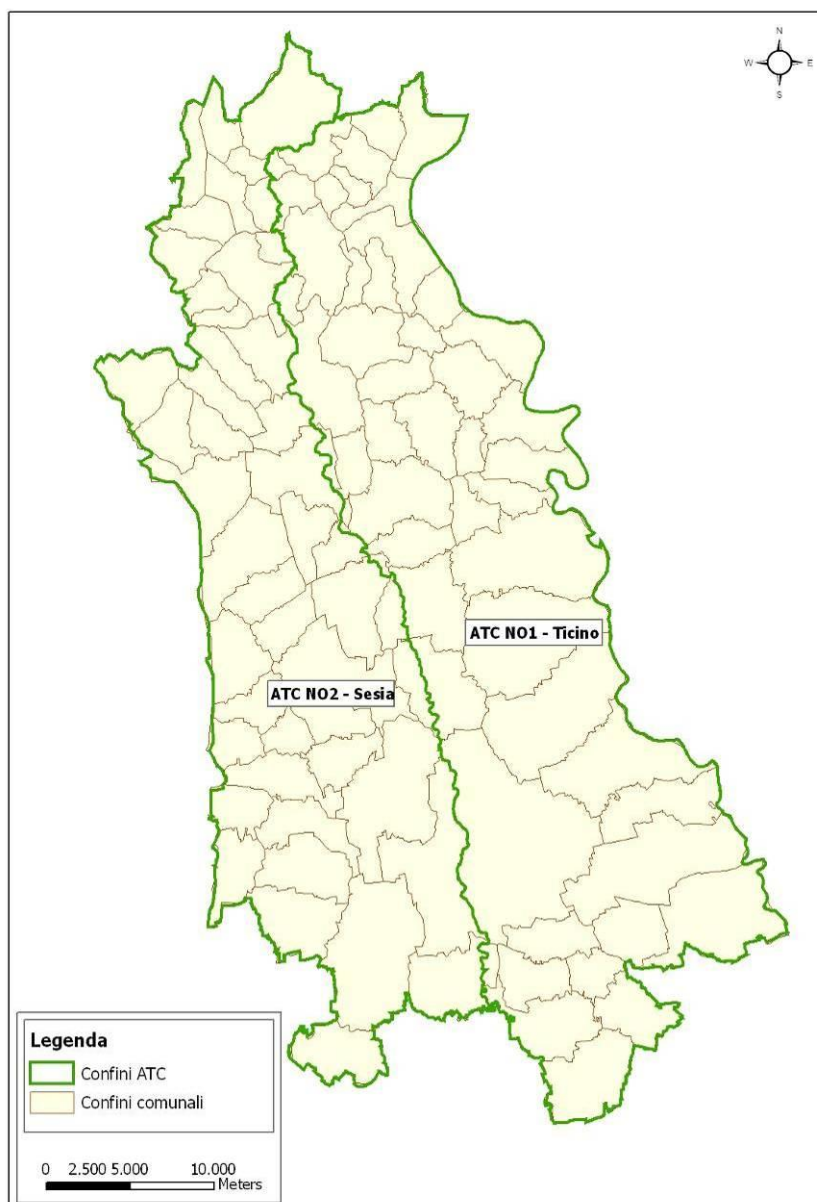 N
W E
S
ATC NO1 - Ticino
ATC NO2 - Sesia
Legenda
Confini ATC
Confini comunali
0 2.500 5.000 10.000
Meters